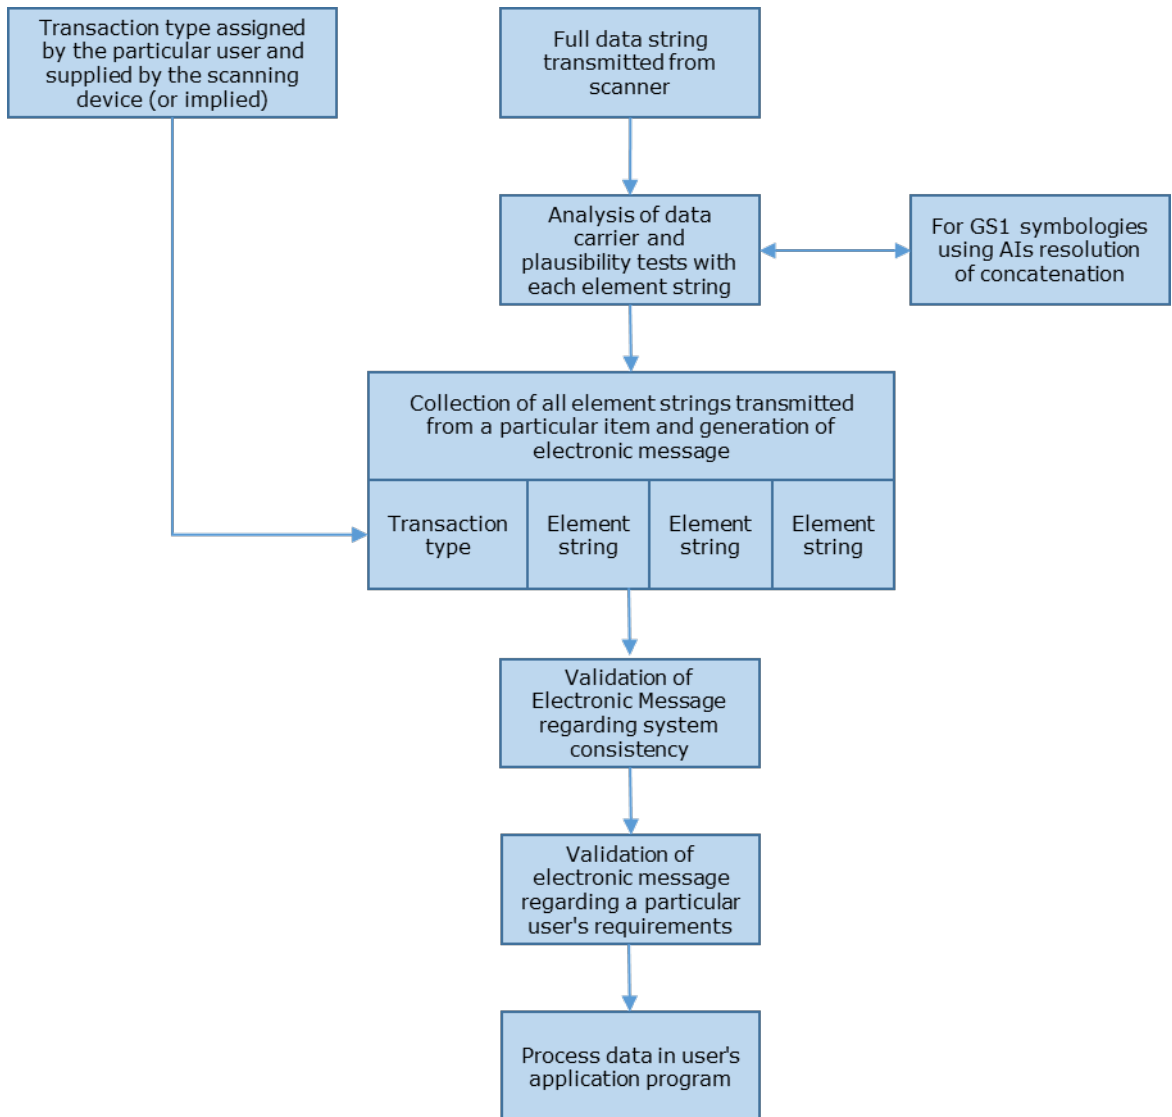 Transaction type assigned
by the particular user and
supplied by the scanning
device (or implied)
Full data string
transmitted from
scanner
Analysis of data
carrier and
plausibility tests with
each element string
For GS1 symbologies
using AIs resolution
of concatenation
Collection of all element strings transmitted
from a particular item and generation of
electronic message
Transaction
type
Element
string
Element
string
Element
string
Validation of
Electronic Message
regarding system
consistency
Validation of
electronic message
regarding a particular
user's requirements
Process data in user's
application program